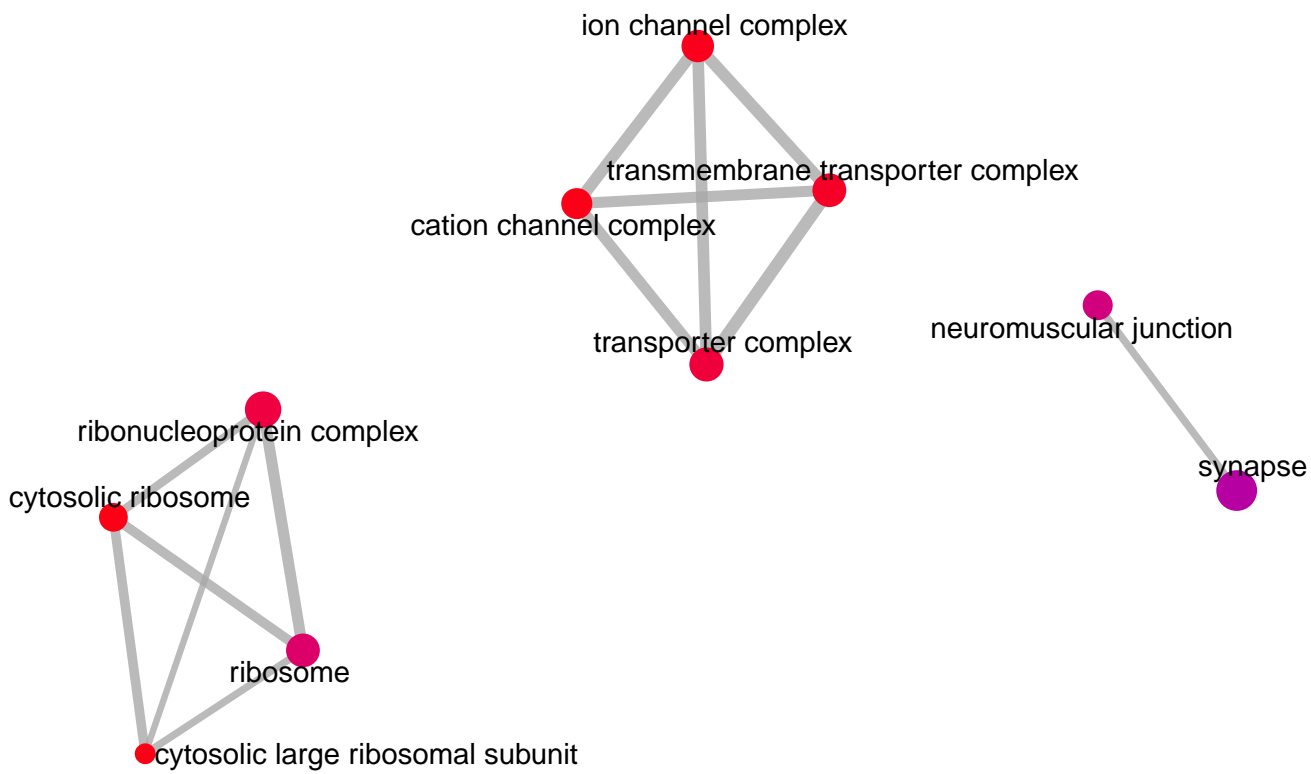 ion channel complex
transmembrane transporter complex
cation channel complex
neuromuscular junction
transporter complex
ribonucleoprotein complex
synapse
cytosolic ribosome
ribosome
cytosolic large ribosomal subunit